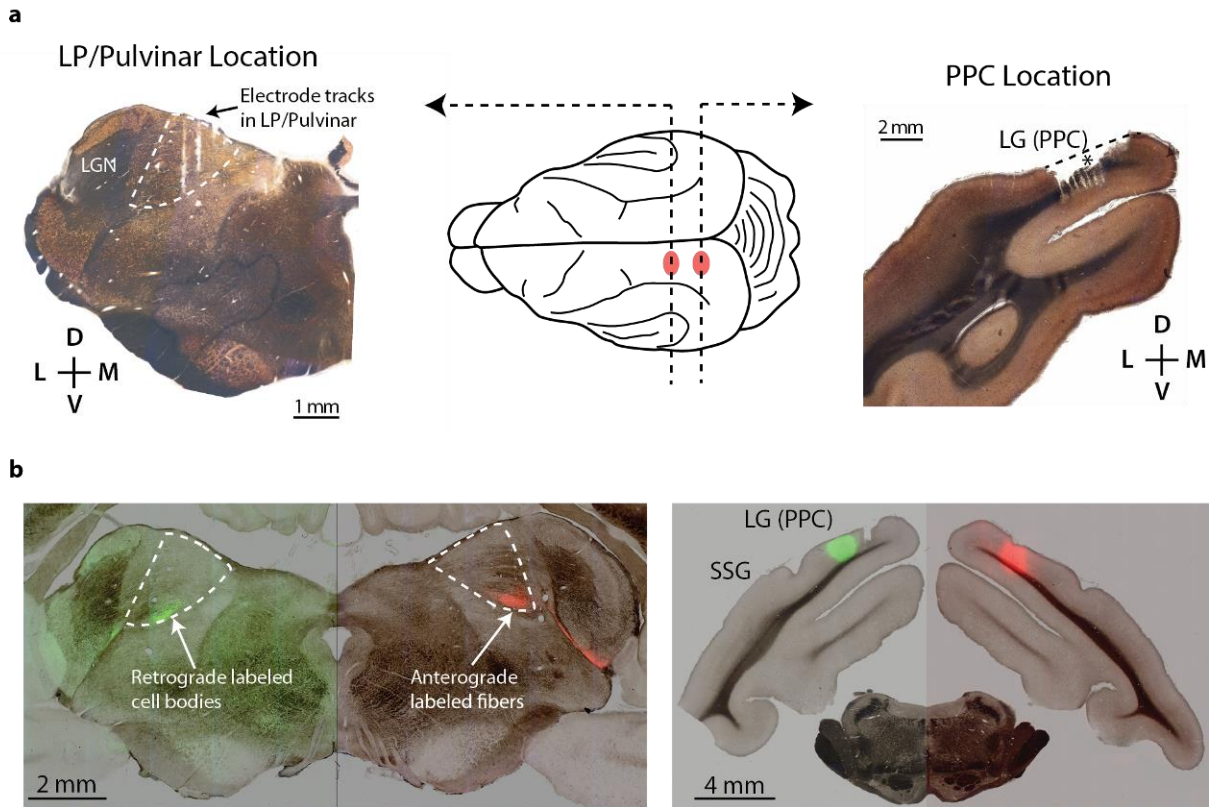 a
LP/Pulvinar Location
Electrode tracks
in LP/Pulvinar
LGN
D
L M
V
1 mm
PPC Location
2 mm
LG (PPC)
*
D
L M
V
b
Retrograde labeled
cell bodies
Anterograde
labeled fibers
2 mm
LG (PPC)
SSG
4 mm